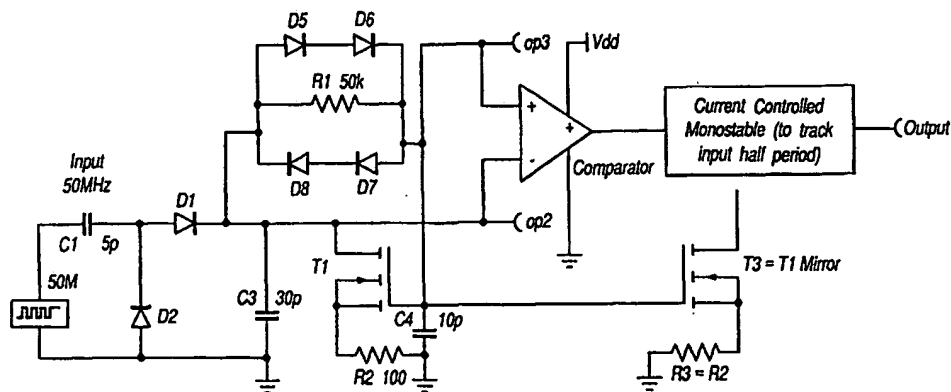 D5
D6
op3
Vdd
R1 50k
+
+
-
Current Controlled
Monostable (to track
input half period)
Output
D8
D7
Comparator
Input
50MHz
D1
op2
C1
5p
50M
D2
C3
30p
T1
C4
10p
T3 = T1 Mirror
R2 100
R3 = R2